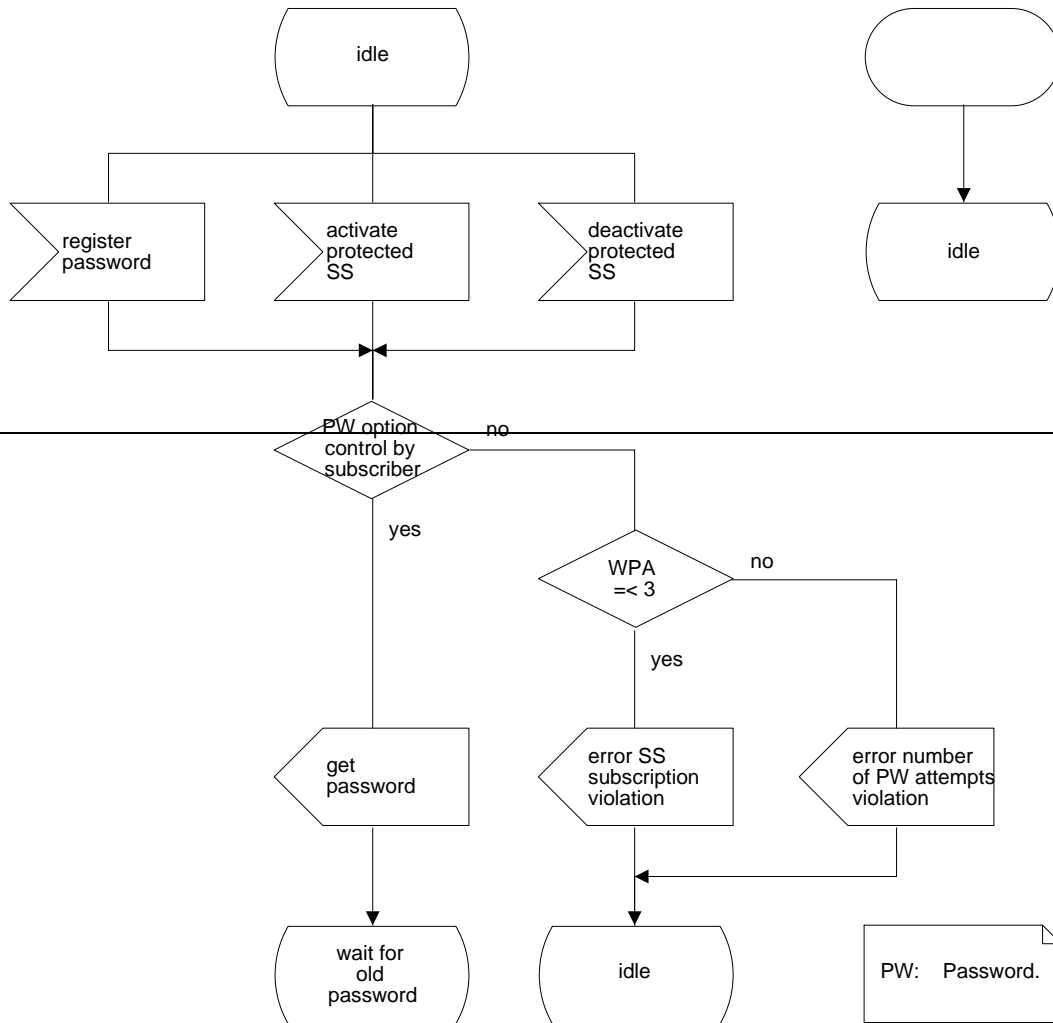 idle
register
password
activate
protected
SS
deactivate
protected
SS
idle
PW option
control by
subscriber
no
yes
WPA
=< 3
no
yes
get
password
error SS
subscription
violation
error number
of PW attempts
violation
wait for
old
password
idle
PW: Password.